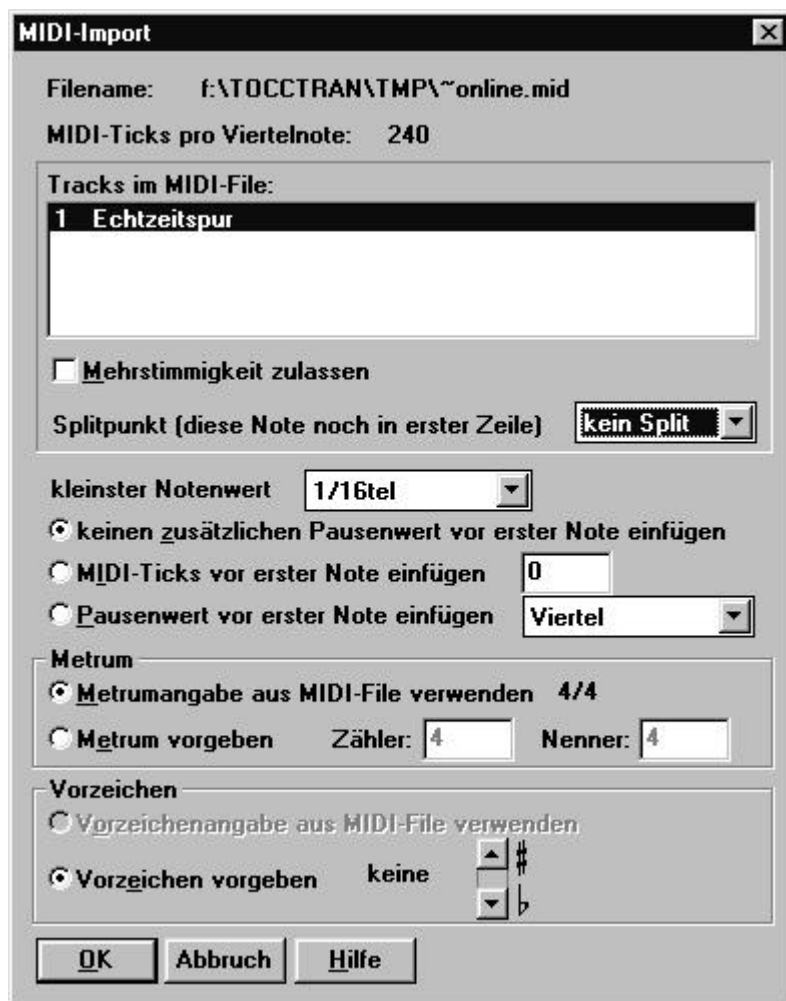 MIDI-Import
Filename: f:\TOCCTRAN\TMP\~online.mid
MIDI-Ticks pro Viertelnote: 240
Tracks im MIDI-File:
1 Echtzeitspur
Mehrstimmigkeit zulassen
Splitpunkt (diese Note noch in erster Zeile) kein Split
kleinster Notenwert 1/16tel
keinen zusätzlichen Pausenwert vor erster Note einfügen
MIDI-Ticks vor erster Note einfügen 0
Pausenwert vor erster Note einfügen Viertel
Metrum
Metrumangabe aus MIDI-File verwenden 4/4
Metrum vorgeben Zähler: 4 Nenner: 4
Vorzeichen
Vorzeichenangabe aus MIDI-File verwenden
Vorzeichen vorgeben keine ♯
♭
OK Abbruch Hilfe